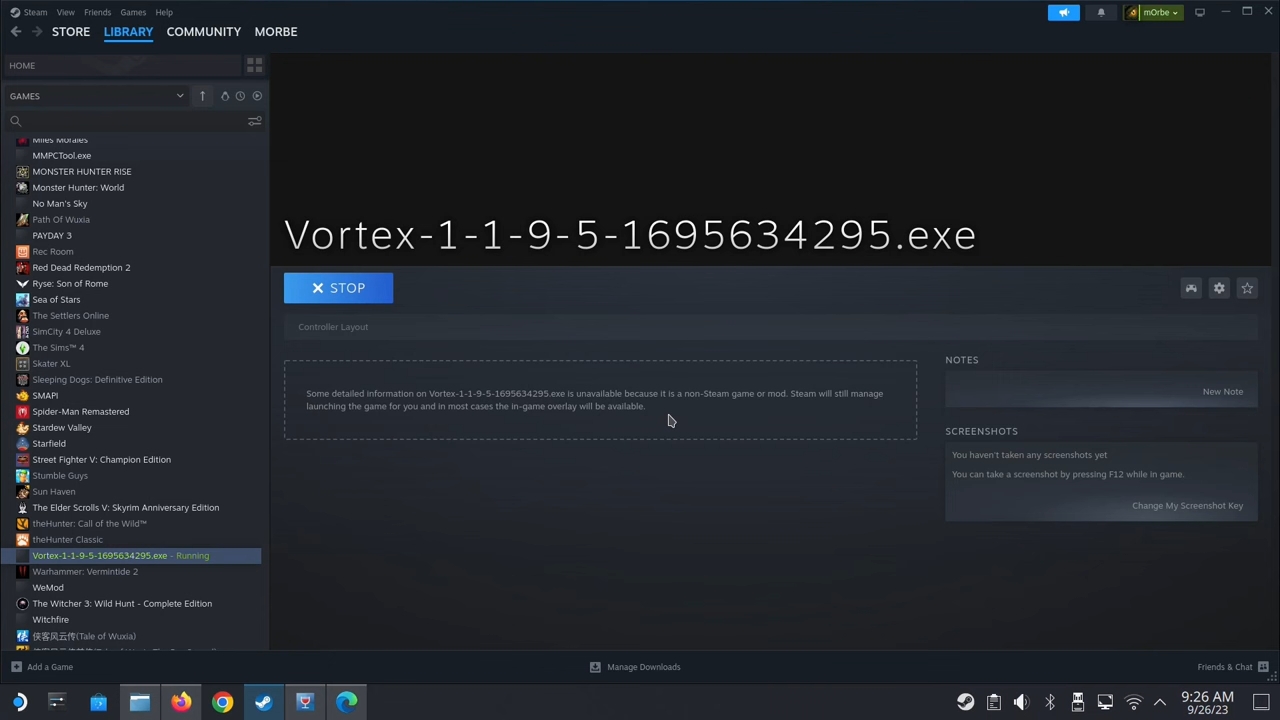 Steam View Friends Games Help
mOrbe
STORE LIBRARY COMMUNITY MORBE
HOME
GAMES
Miles Morales
MMPCTool.exe
MONSTER HUNTER RISE
Monster Hunter: World
No Man's Sky
Path Of Wuxia
PAYDAY 3
Rec Room
Red Dead Redemption 2
Ryse: Son of Rome
Sea of Stars
The Settlers Online
SimCity 4 Deluxe
The Sims™ 4
Skater XL
Sleeping Dogs: Definitive Edition
SMAPI
Spider-Man Remastered
Stardew Valley
Starfield
Street Fighter V: Champion Edition
Stumble Guys
Sun Haven
The Elder Scrolls V: Skyrim Anniversary Edition
theHunter: Call of the Wild™
theHunter Classic
Vortex-1-1-9-5-1695634295.exe - Running
Warhammer: Vermintide 2
WeMod
The Witcher 3: Wild Hunt - Complete Edition
Witchfire
侠客风云传(Tale of Wuxia)
Vortex-1-1-9-5-1695634295.exe
STOP
Controller Layout
Some detailed information on Vortex-1-1-9-5-1695634295.exe is unavailable because it is a non-Steam game or mod. Steam will still manage
launching the game for you and in most cases the in-game overlay will be available.
NOTES
New Note
SCREENSHOTS
You haven't taken any screenshots yet
You can take a screenshot by pressing F12 while in game.
Change My Screenshot Key
Add a Game
Manage Downloads
Friends & Chat
9:26 AM
9/26/23